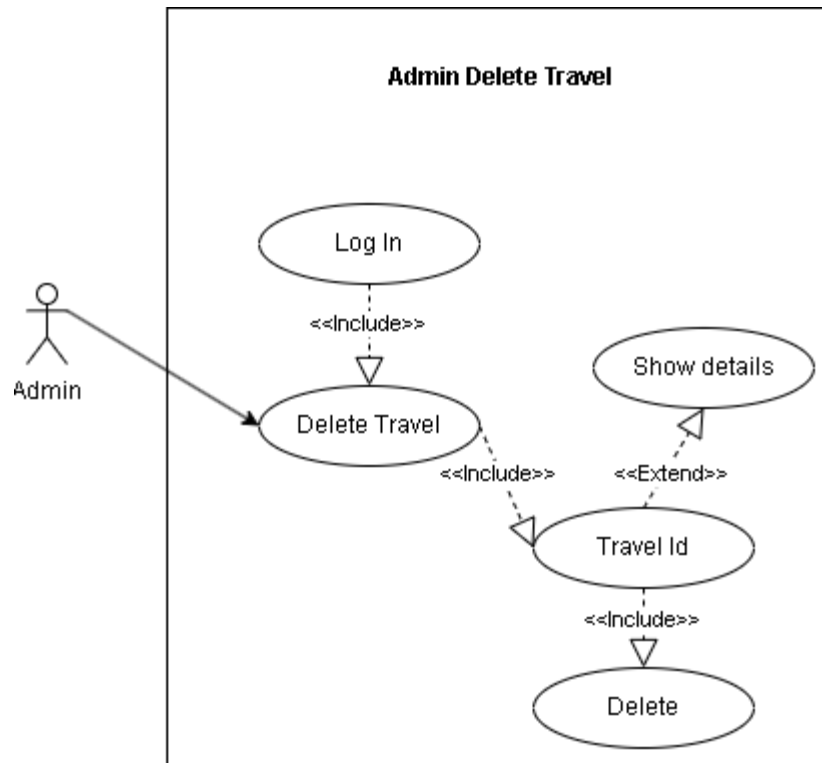 Admin Delete Travel
Log In
<<Include>>
Admin
Show details
Delete Travel
<<Include>>
<<Extend>>
Travel Id
<<Include>>
Delete